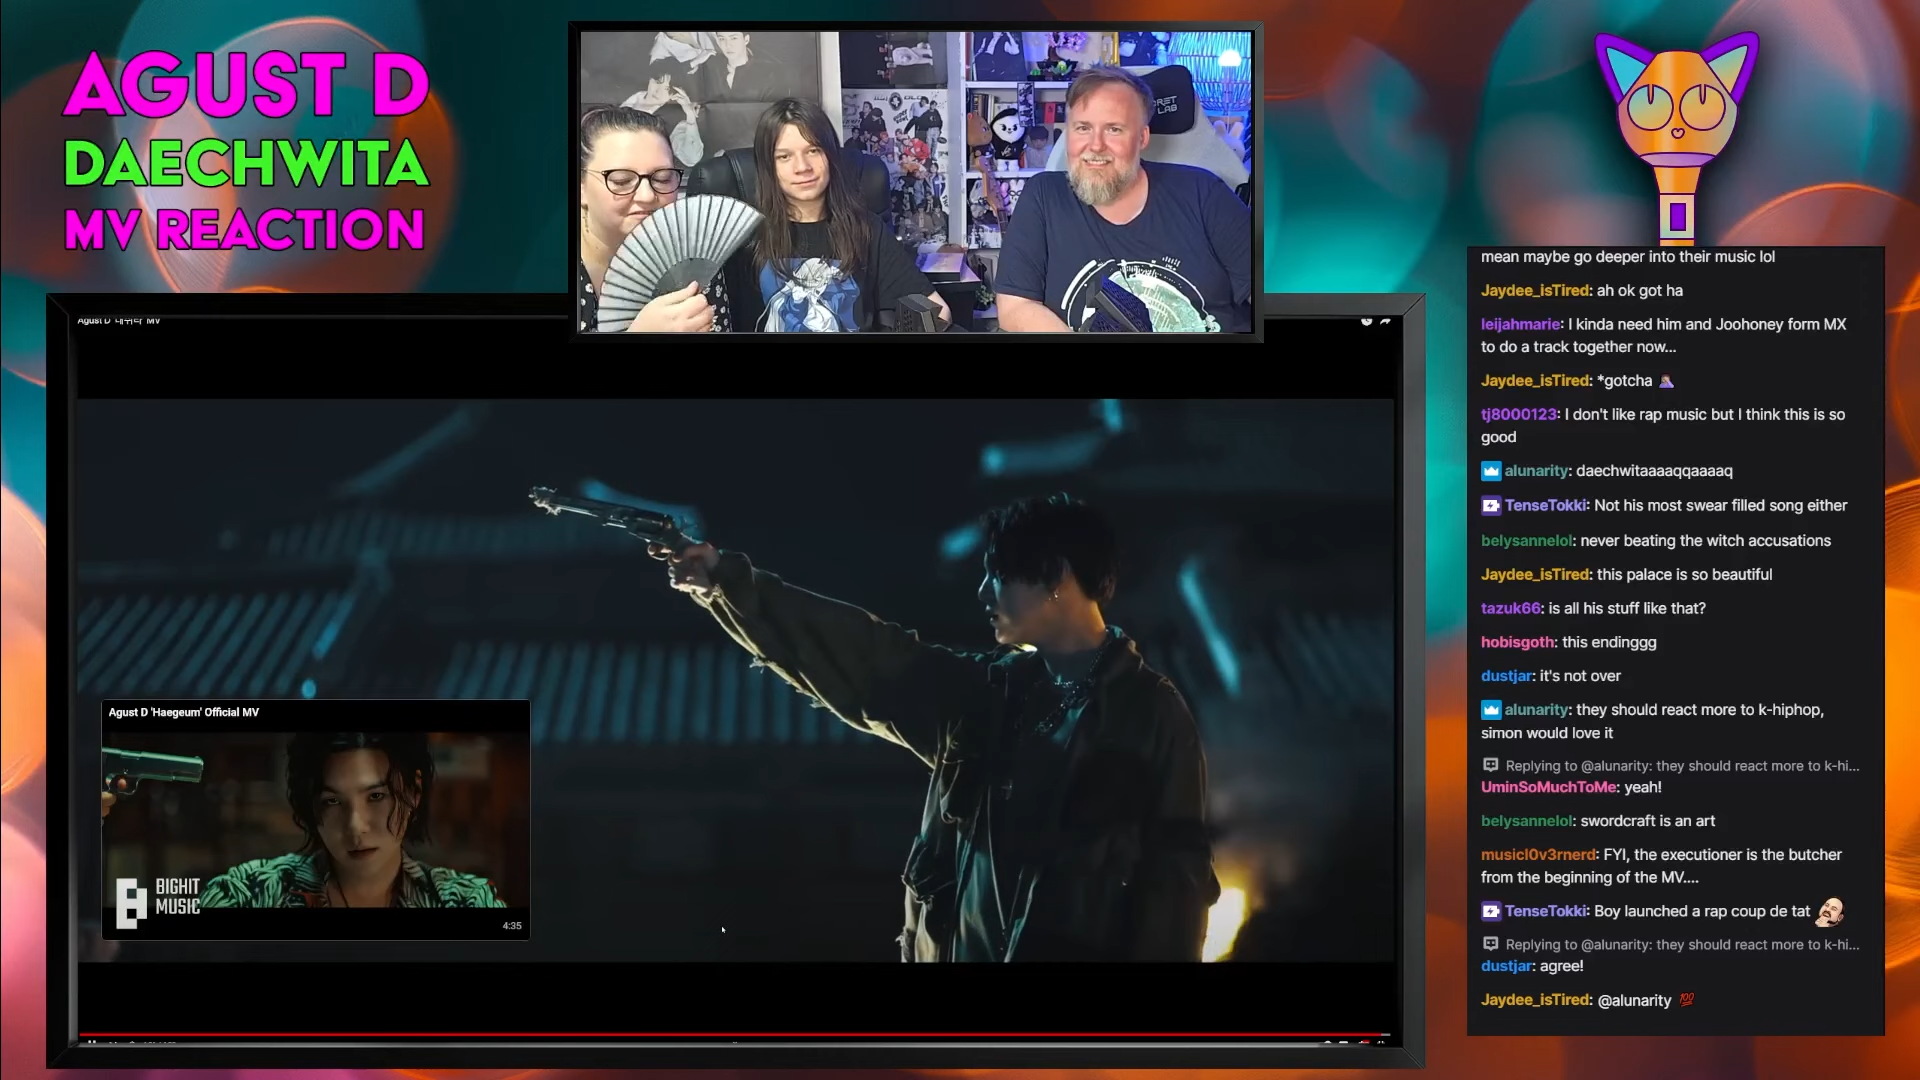 AGUST D
DAECHWITA
MV REACTION
Agust D '대취타' MV
Agust D 'Haegeum' Official MV
BIGHIT
MUSIC
4:35
mean maybe go deeper into their music lol
Jaydee_isTired: ah ok got ha
leijahmarie: I kinda need him and Joohoney form MX
to do a track together now...
Jaydee_isTired: *gotcha
tj8000123: I don't like rap music but I think this is so
good
alunarity: daechwitaaaaqqaaaaq
TenseTokki: Not his most swear filled song either
belysannelol: never beating the witch accusations
Jaydee_isTired: this palace is so beautiful
tazuk66: is all his stuff like that?
hobisgoth: this endinggg
dustjar: it's not over
alunarity: they should react more to k-hiphop,
simon would love it
Replying to @alunarity: they should react more to k-hi...
UminSoMuchToMe: yeah!
belysannelol: swordcraft is an art
musicl0v3rnerd: FYI, the executioner is the butcher
from the beginning of the MV....
TenseTokki: Boy launched a rap coup de tat
Replying to @alunarity: they should react more to k-hi...
dustjar: agree!
Jaydee_isTired: @alunarity 💯